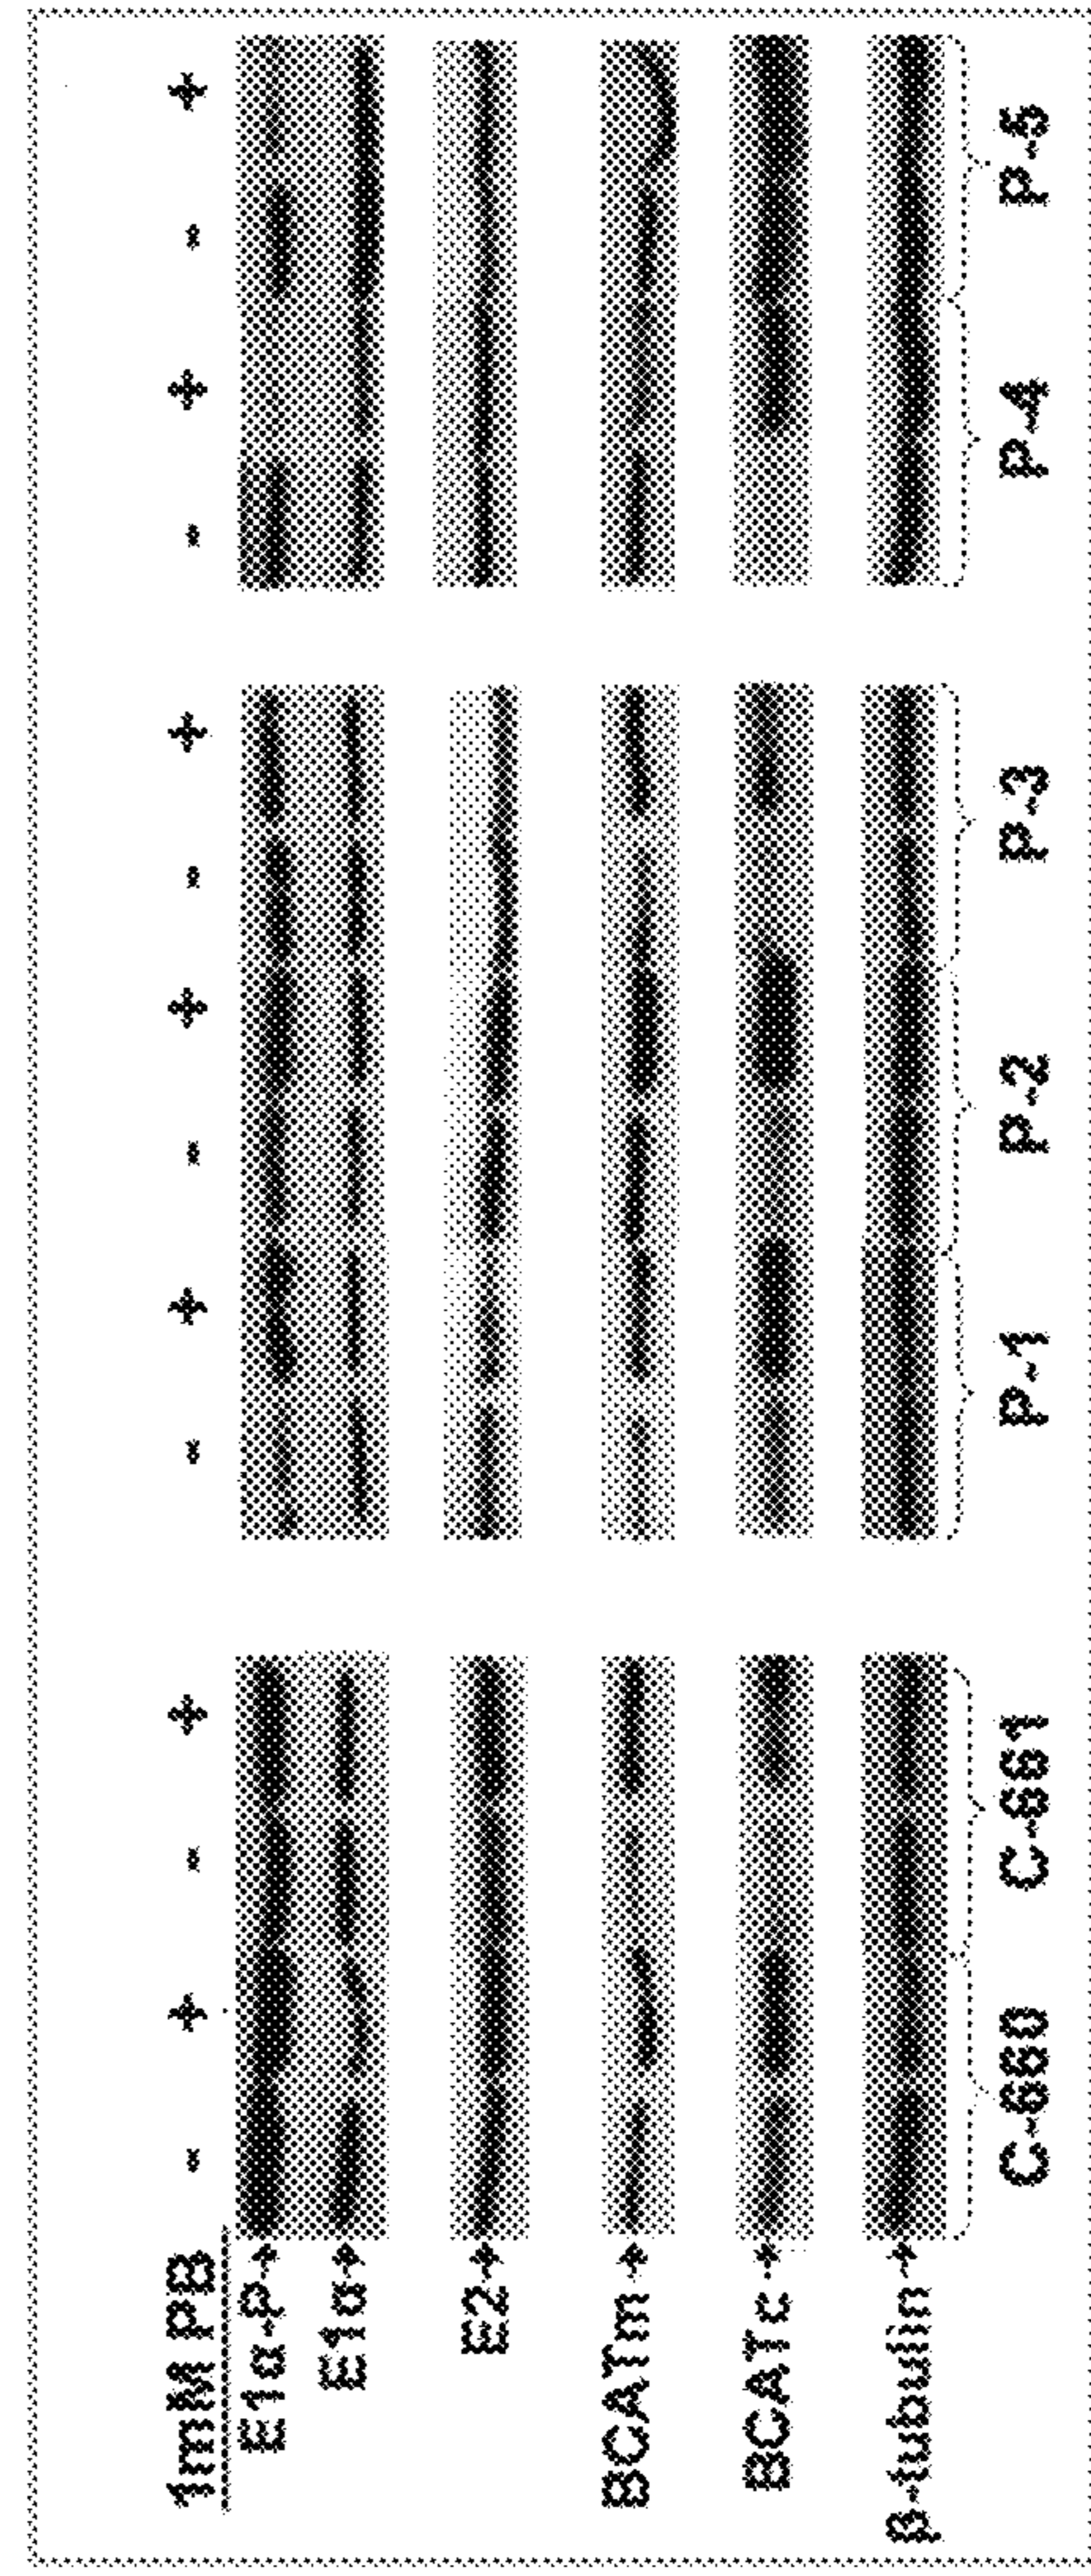 1mM PB - + - + - + - + - + - + - +
E1α-P→
E1α→
E2→
BCATm→
BCATc→
β-tubulin→
C-660 C-661 P-1 P-2 P-3 P-4 P-5